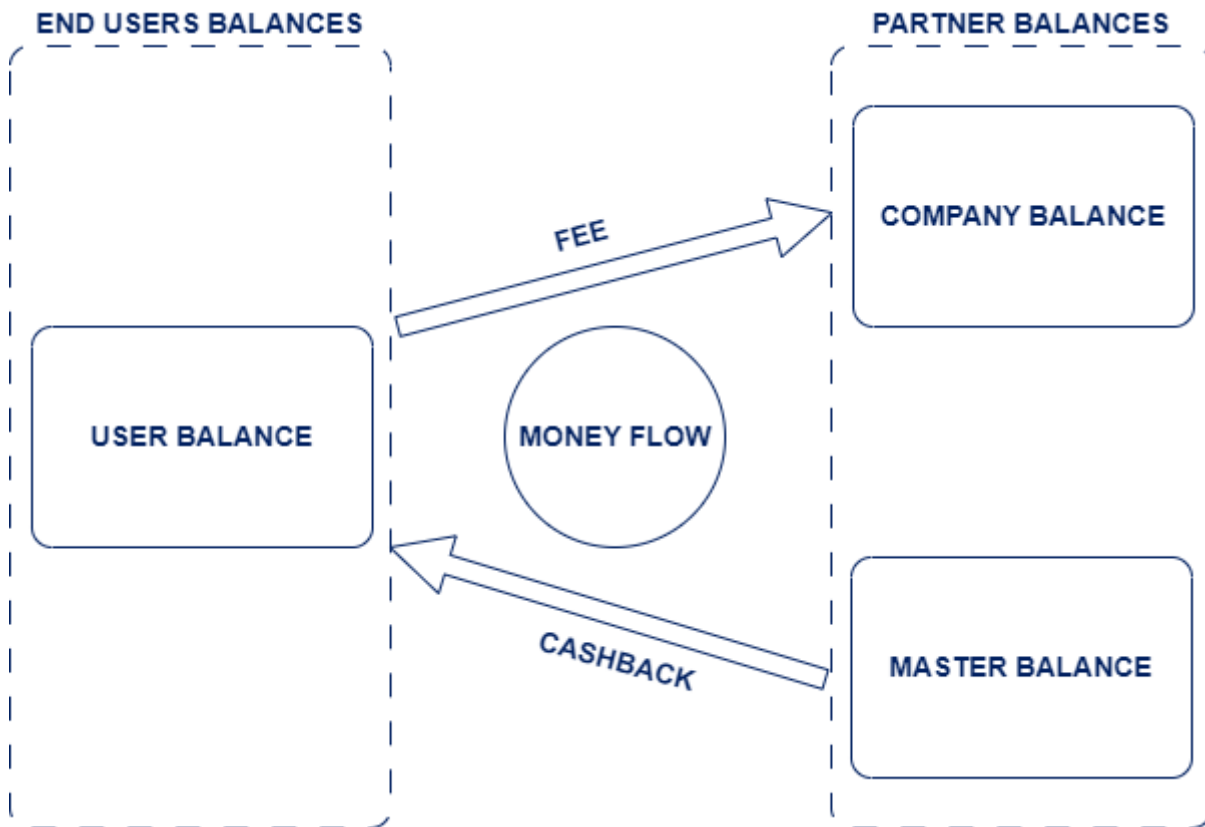 END USERS BALANCES
PARTNER BALANCES
COMPANY BALANCE
FEE
USER BALANCE
MONEY FLOW
CASHBACK
MASTER BALANCE